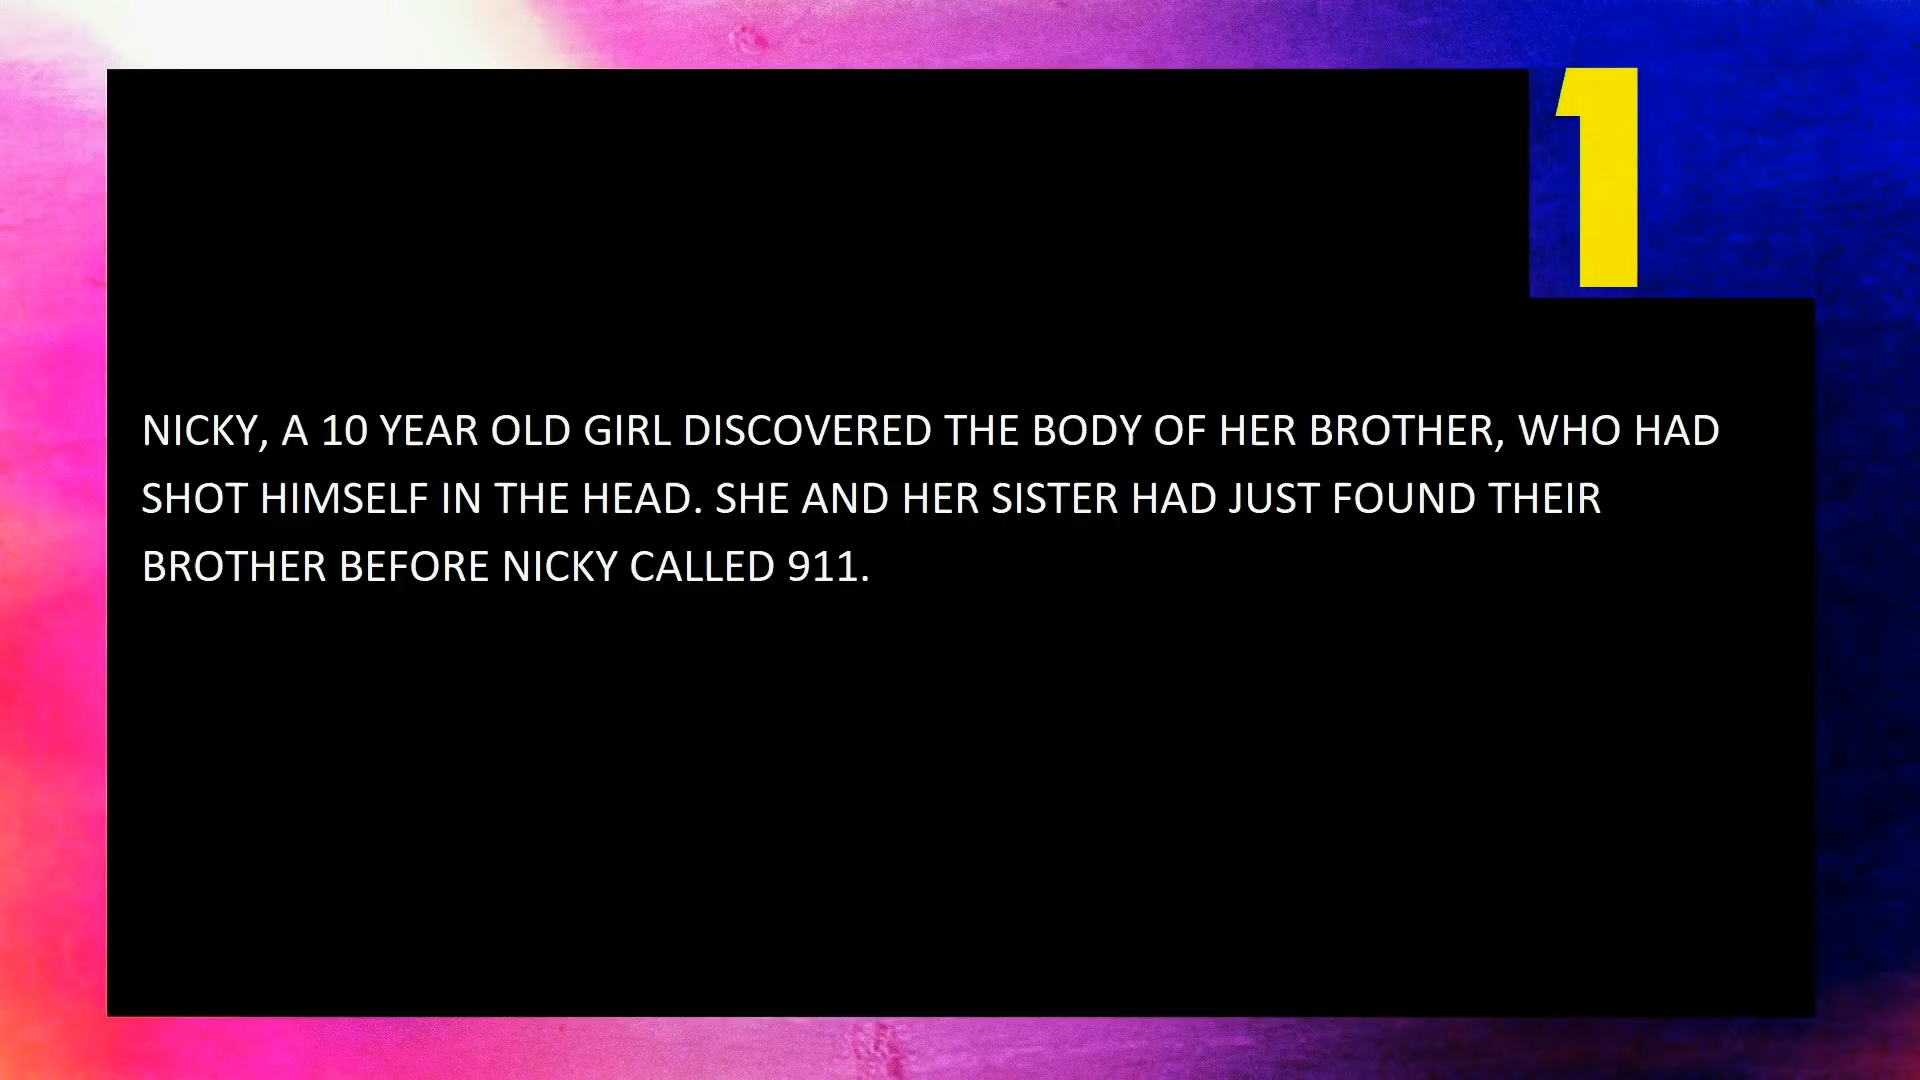 1
NICKY, A 10 YEAR OLD GIRL DISCOVERED THE BODY OF HER BROTHER, WHO HAD
SHOT HIMSELF IN THE HEAD. SHE AND HER SISTER HAD JUST FOUND THEIR
BROTHER BEFORE NICKY CALLED 911.